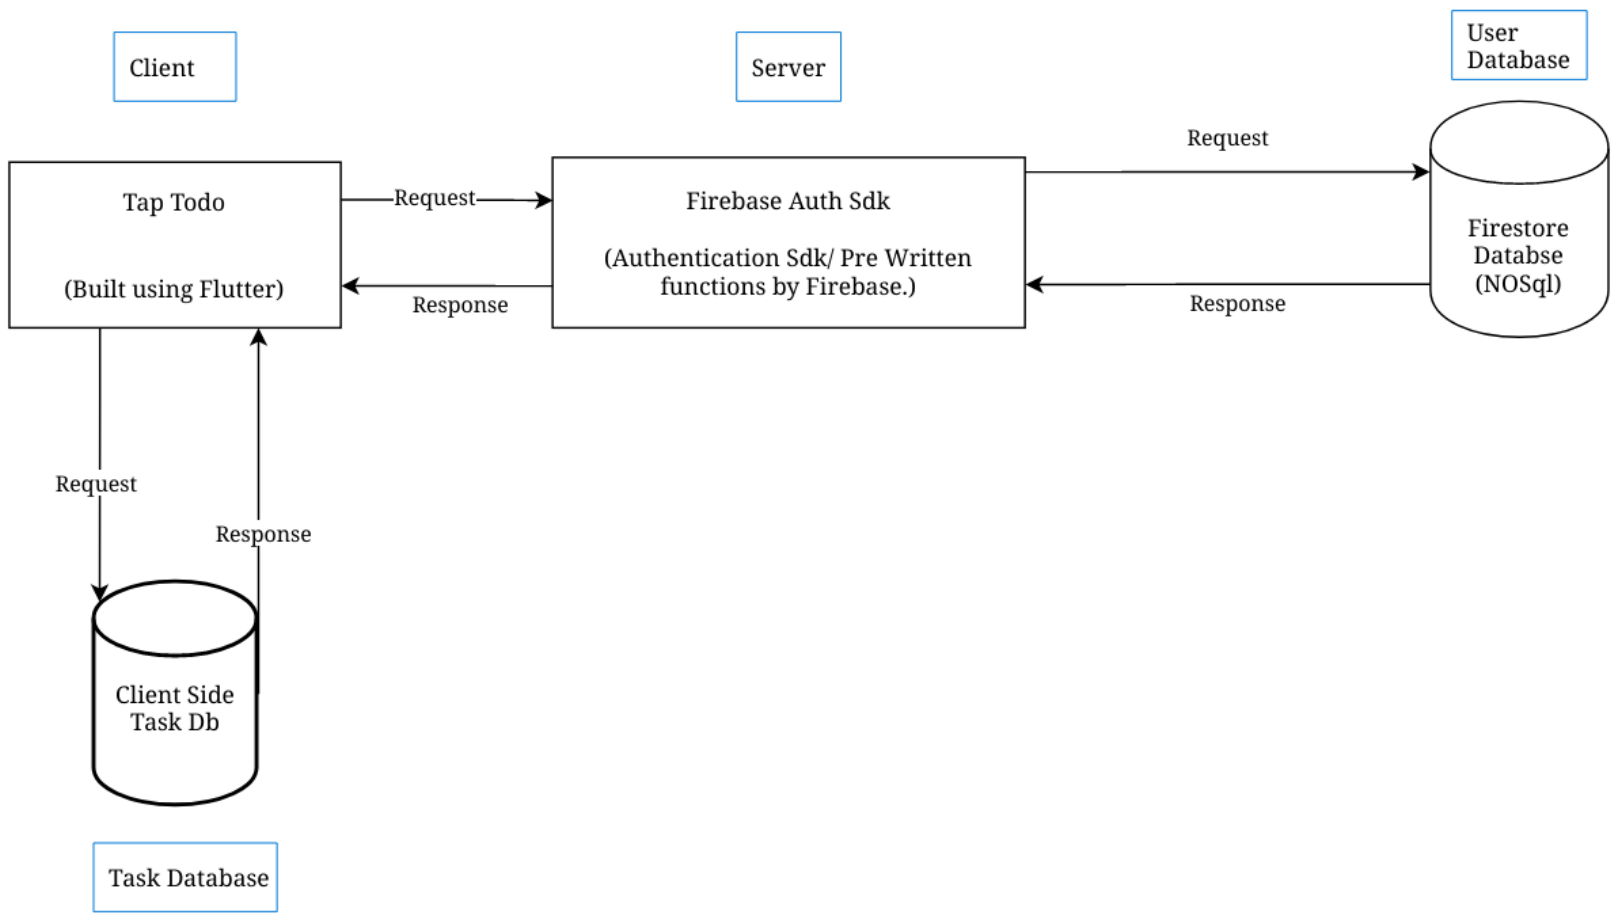 Client
Server
User
Database
Tap Todo
(Built using Flutter)
Request
Response
Firebase Auth Sdk
(Authentication Sdk/ Pre Written
functions by Firebase.)
Request
Response
Firestore
Databse
(NOSql)
Request
Response
Client Side
Task Db
Task Database